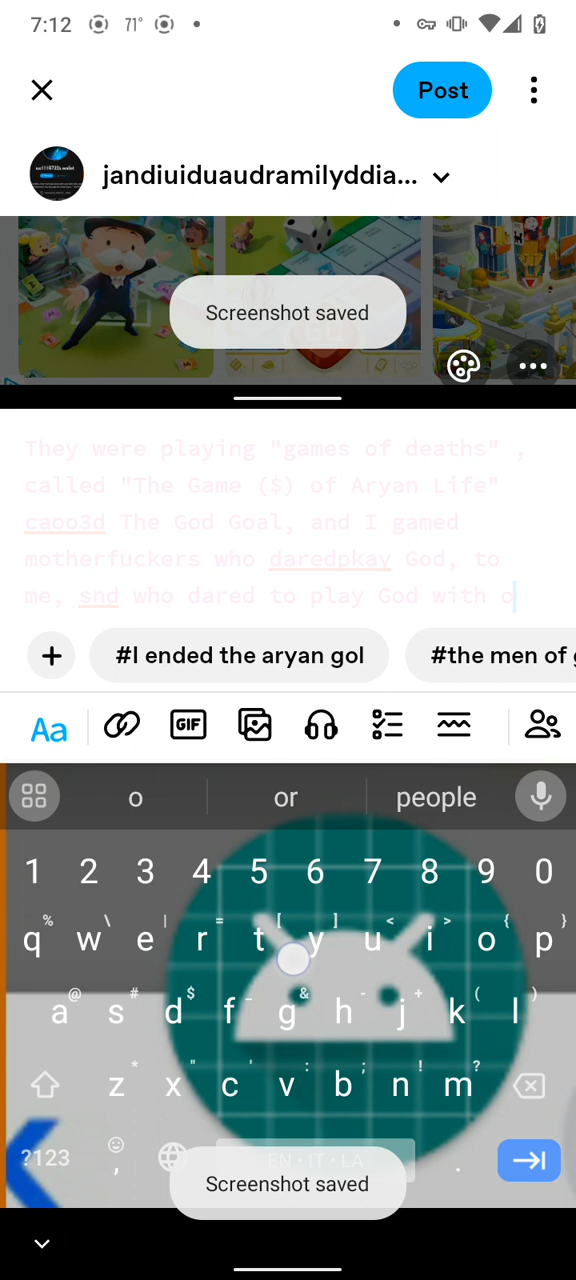 7:12 71°
Post
jandiuiduaudramilyddia...
Screenshot saved
They were playing "games of deaths" ,
called "The Game ($) of Aryan Life"
caoo3d The God Goal, and I gamed
motherfuckers who daredpkay God, to
me, snd who dared to play God with o
+ #I ended the aryan gol #the men of g
Aa GIF
o or people
1 2 3 4 5 6 7 8 9 0
% \ | = [ ] < > { }
q w e r t y u i o p
@ # $ - & - + ( )
a s d f g h j k l
* " ' : ; ! ?
z x c v b n m
?123 , EN • IT • LA .
Screenshot saved